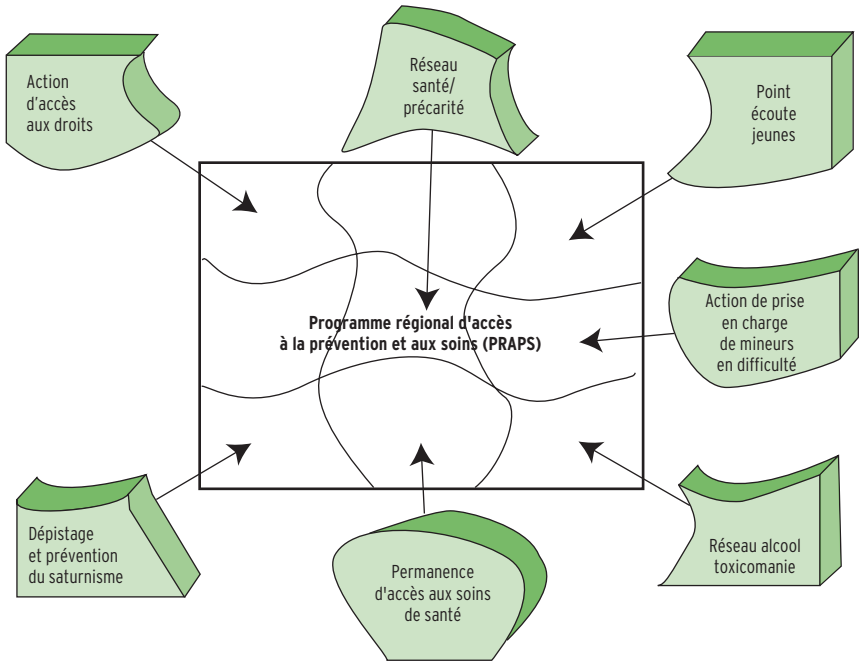 Action
d'accès
aux droits
Réseau
santé/
précarité
Point
écoute
jeunes
Programme régional d'accès
à la prévention et aux soins (PRAPS)
Action de prise
en charge
de mineurs
en difficulté
Dépistage
et prévention
du saturnisme
Permanence
d'accès aux soins
de santé
Réseau alcool
toxicomanie